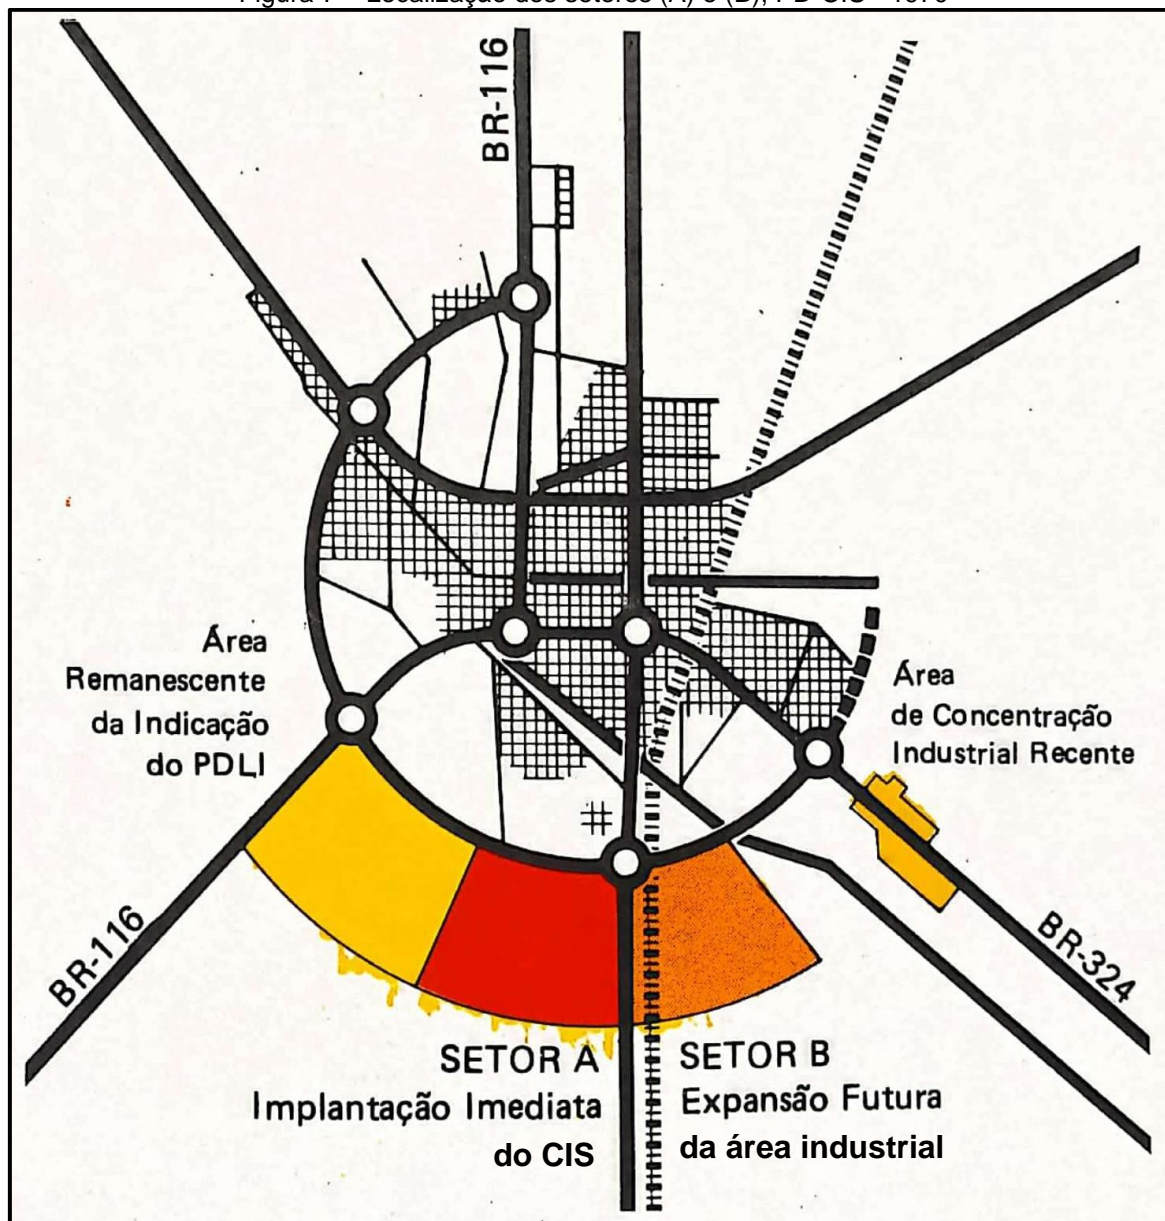 BR-116
Área
Remanescente
da Indicação
do PDLI
Área
de Concentração
Industrial Recente
BR-116
BR-324
SETOR A
Implantação Imediata
do CIS
SETOR B
Expansão Futura
da área industrial